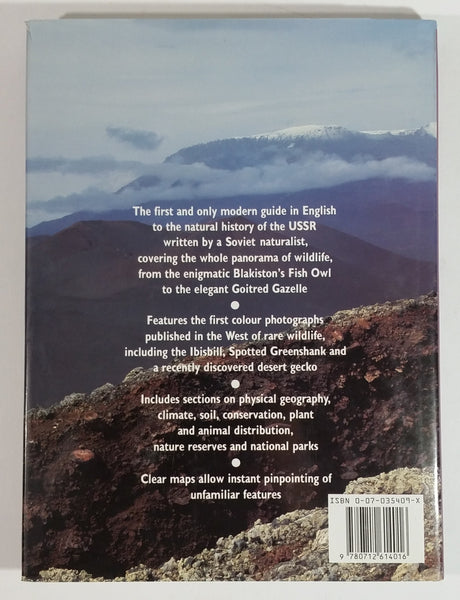 The first and only modern guide in English
to the natural history of the USSR
written by a Soviet naturalist,
covering the whole panorama of wildlife,
from the enigmatic Blakiston's Fish Owl
to the elegant Goitred Gazelle
Features the first colour photographs
published in the West of rare wildlife,
including the Ibisbill, Spotted Greenshank and
a recently discovered desert gecko
Includes sections on physical geography,
climate, soil, conservation, plant
and animal distribution,
nature reserves and national parks
Clear maps allow instant pinpointing of
unfamiliar features
ISBN 0-07-035409-X
9 780712 614016